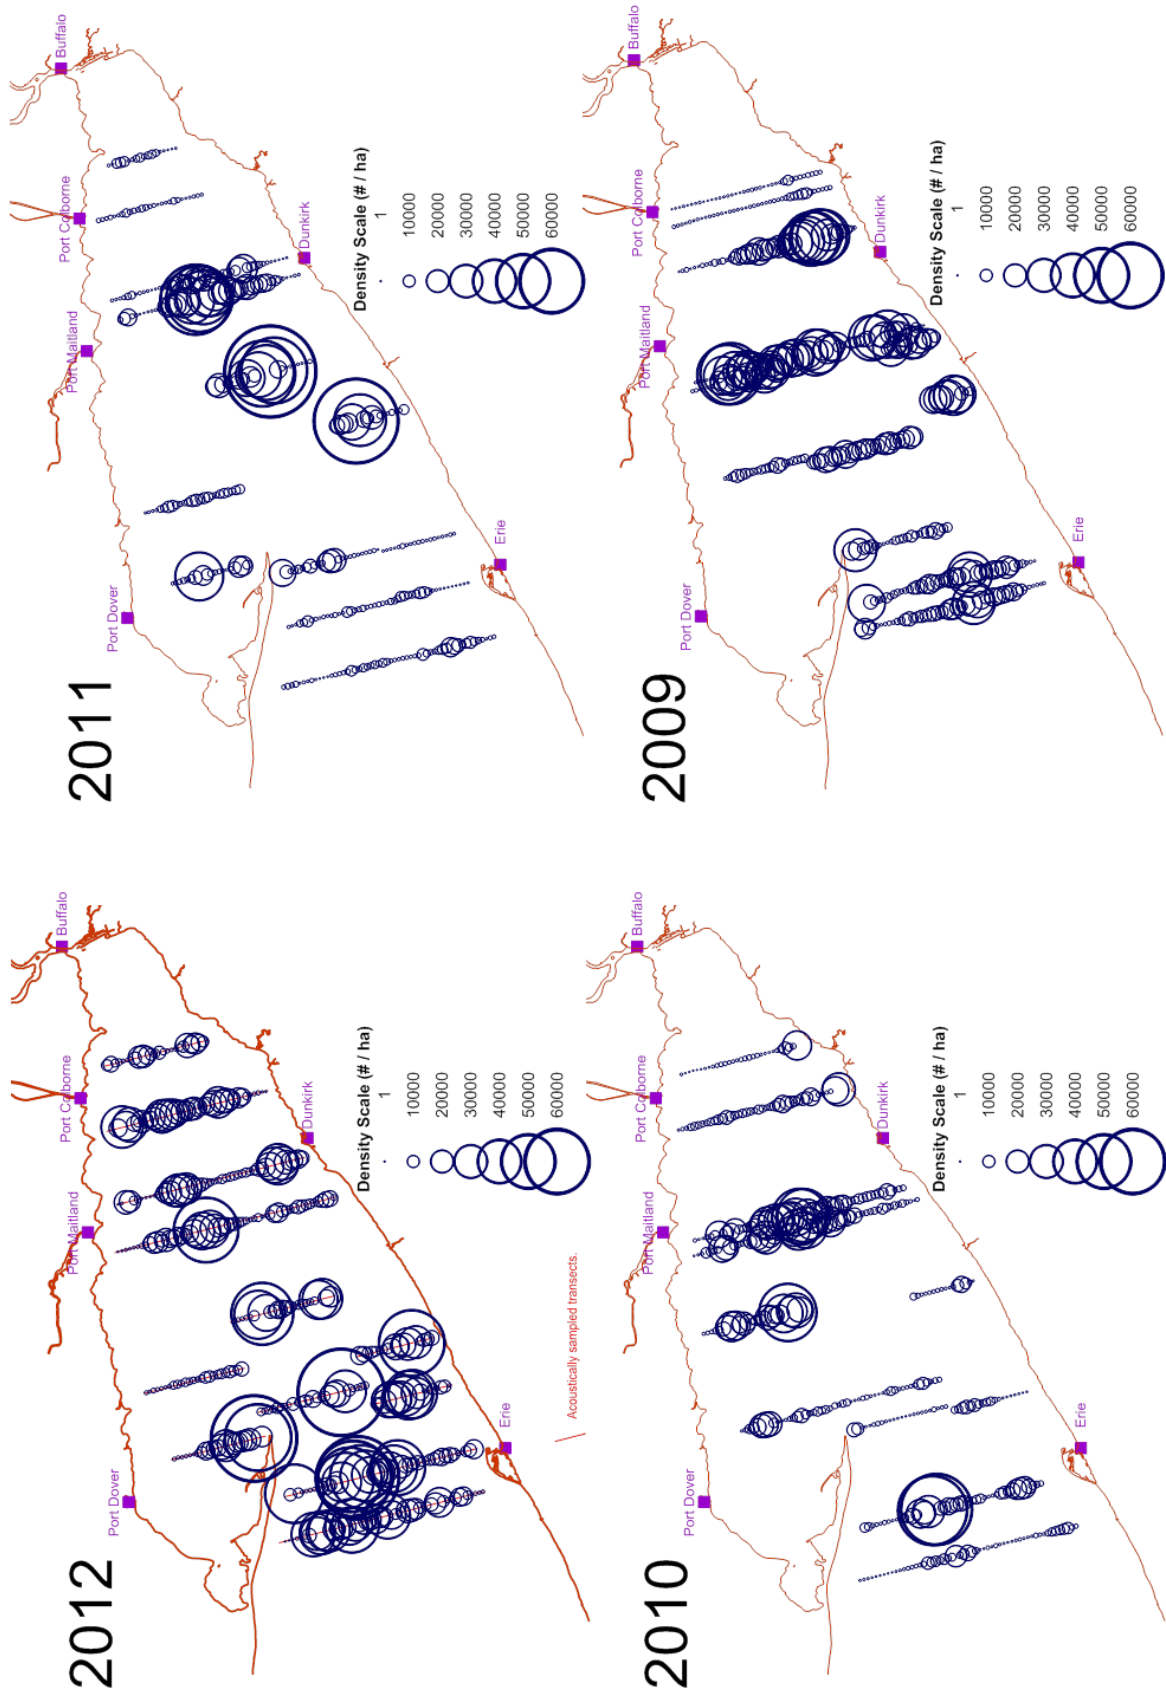 2012
Port Dover
Port Maitland
Port Colborne
Buffalo
Dunkirk
Erie
Density Scale (# / ha)
1
10000
20000
30000
40000
50000
60000
Acoustically sampled transects.
2011
Port Dover
Port Maitland
Port Colborne
Buffalo
Dunkirk
Erie
Density Scale (# / ha)
1
10000
20000
30000
40000
50000
60000
2010
Port Dover
Port Maitland
Port Colborne
Buffalo
Dunkirk
Erie
Density Scale (# / ha)
1
10000
20000
30000
40000
50000
60000
2009
Port Dover
Port Maitland
Port Colborne
Buffalo
Dunkirk
Erie
Density Scale (# / ha)
1
10000
20000
30000
40000
50000
60000